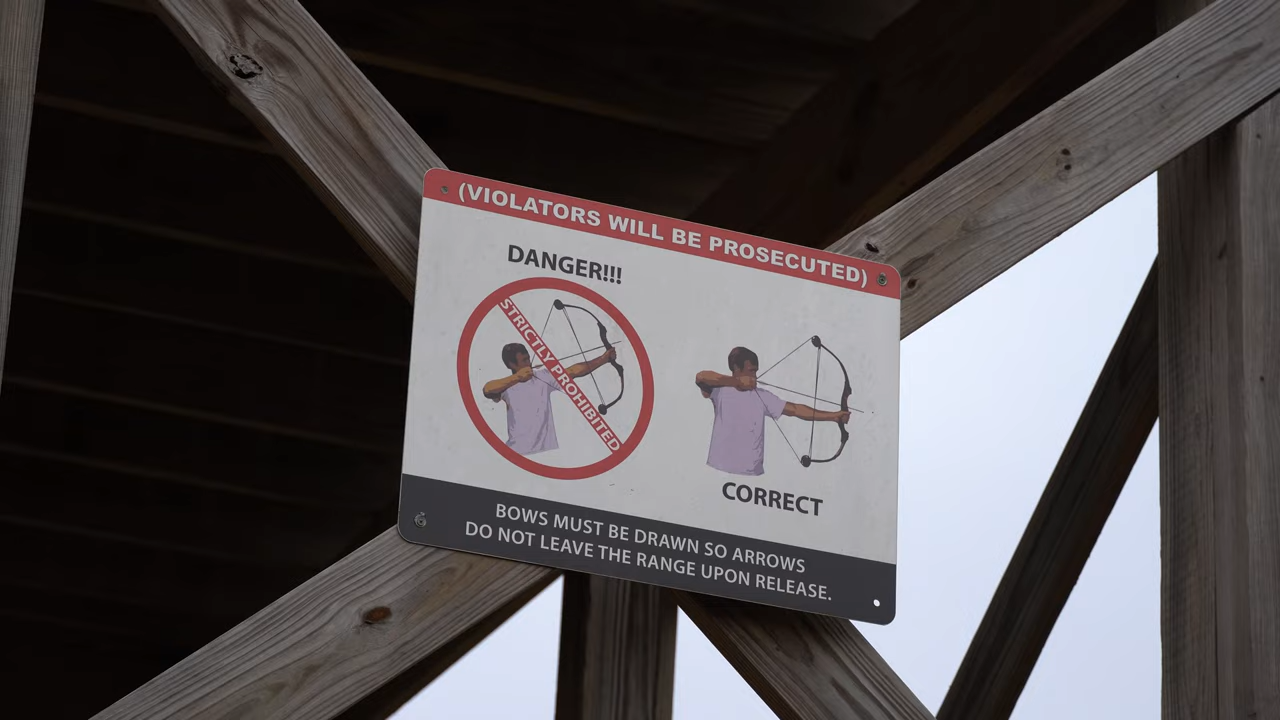 (VIOLATORS WILL BE PROSECUTED)
DANGER!!!
STRICTLY PROHIBITED
CORRECT
BOWS MUST BE DRAWN SO ARROWS
DO NOT LEAVE THE RANGE UPON RELEASE.